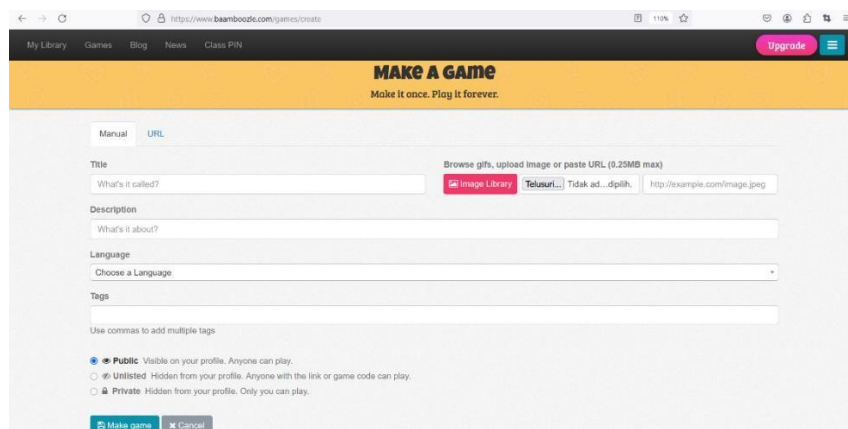 https://www.baamboozle.com/games/create
110%
My Library Games Blog News Class PIN
Upgrade
MAKE A GAME
Make it once. Play it forever.
Manual URL
Title
What's it called?
Browse gifs, upload image or paste URL (0.25MB max)
Image Library Telusuri... Tidak ad...dipilih. http://example.com/image.jpeg
Description
What's it about?
Language
Choose a Language
Tags
Use commas to add multiple tags
Public Visible on your profile. Anyone can play.
Unlisted Hidden from your profile. Anyone with the link or game code can play.
Private Hidden from your profile. Only you can play.
Make game Cancel